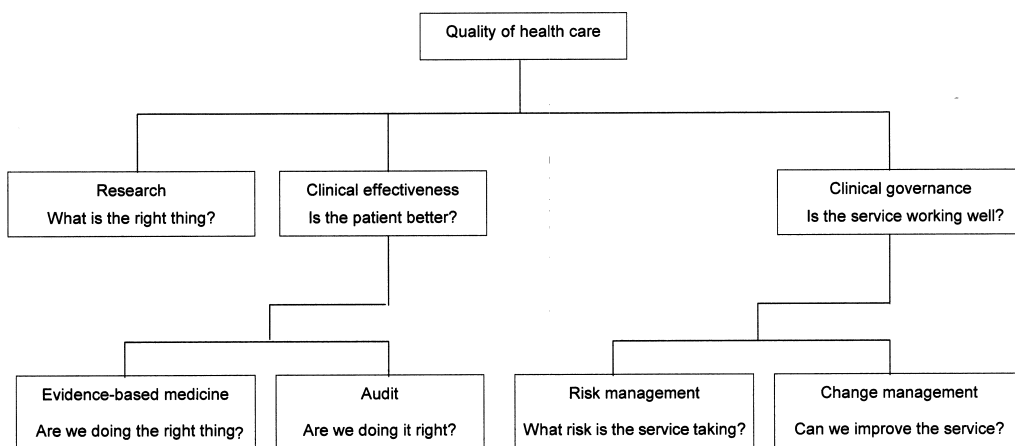 Quality of health care
Research
What is the right thing?
Clinical effectiveness
Is the patient better?
Clinical governance
Is the service working well?
Evidence-based medicine
Are we doing the right thing?
Audit
Are we doing it right?
Risk management
What risk is the service taking?
Change management
Can we improve the service?